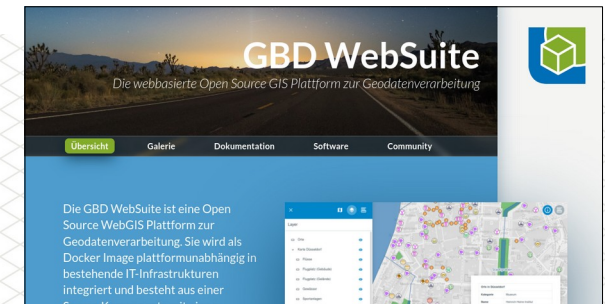 GBD WebSuite
Die webbasierte Open Source GIS Plattform zur Geodatenverarbeitung
Übersicht Galerie Dokumentation Software Community
Die GBD WebSuite ist eine Open
Source WebGIS Plattform zur
Geodatenverarbeitung. Sie wird als
Docker Image plattformunabhängig in
bestehende IT-Infrastrukturen
integriert und besteht aus einer
Layer